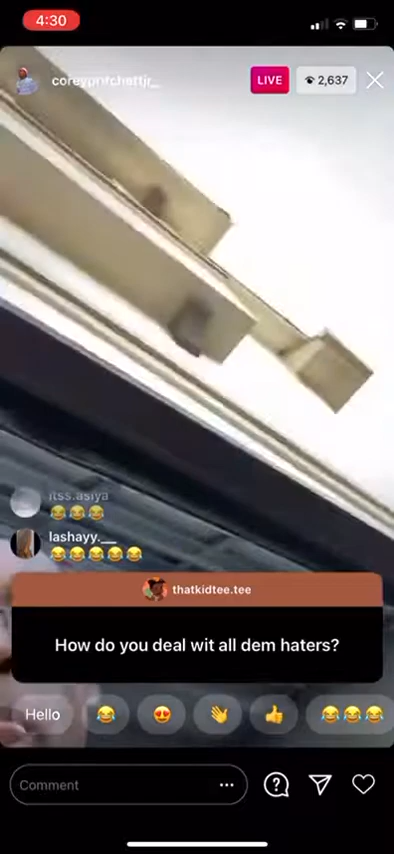 4:30
coreypritchettjr_
LIVE
2,637
itss.asiya
😂😂😂
lashayy.__
😂😂😂😂😂
thatkidtee.tee
How do you deal wit all dem haters?
Hello 😂 😍 👋 👍 😂😂😂
Comment ...